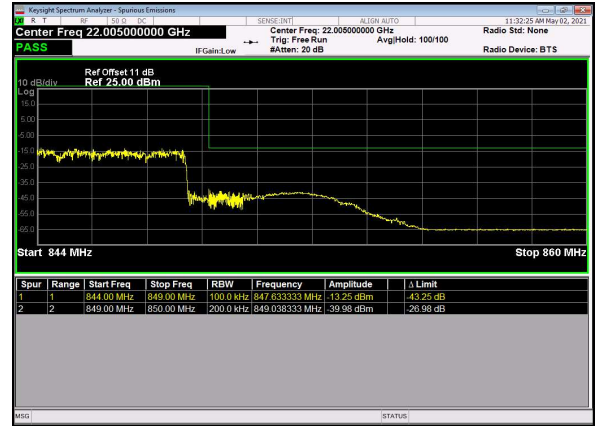 Keysight Spectrum Analyzer - Spurious Emissions
R T RF 50 Ω DC SENSE:INT ALIGN AUTO 11:32:25 AM May 02, 2021
Center Freq 22.005000000 GHz Center Freq: 22.005000000 GHz Radio Std: None
Trig: Free Run Avg|Hold: 100/100
PASS IFGain:Low #Atten: 20 dB Radio Device: BTS
Ref Offset 11 dB
10 dB/div Ref 25.00 dBm
Log
15.0
5.00
-5.00
-15.0
-25.0
-35.0
-45.0
-55.0
-65.0
Start 844 MHz Stop 860 MHz
Spur Range Start Freq Stop Freq RBW Frequency Amplitude Δ Limit
1 1 844.00 MHz 849.00 MHz 100.0 kHz 847.633333 MHz -13.25 dBm -43.25 dB
2 2 849.00 MHz 850.00 MHz 200.0 kHz 849.038333 MHz -39.98 dBm -26.98 dB
MSG STATUS